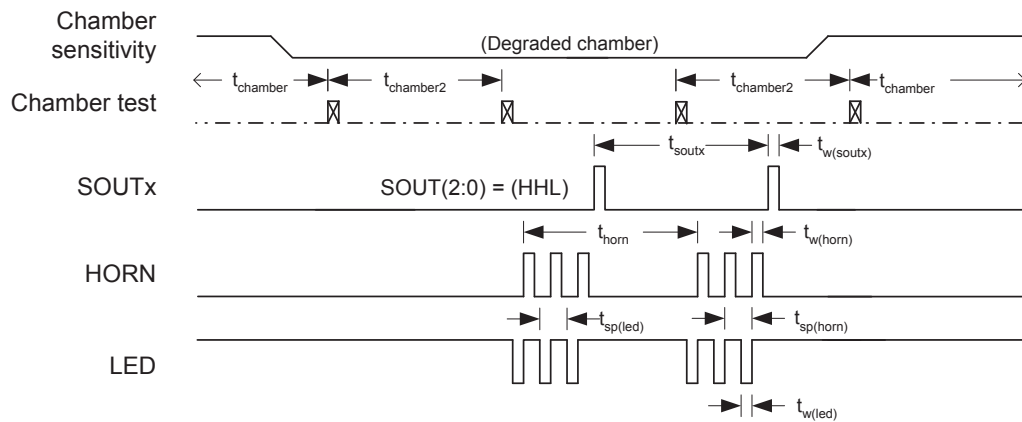 Chamber
sensitivity
(Degraded chamber)
t_chamber
t_chamber2
t_chamber2
t_chamber
Chamber test
t_soutx
t_w(soutx)
SOUTx
SOUT(2:0) = (HHL)
t_horn
t_w(horn)
HORN
t_sp(led)
t_sp(horn)
LED
t_w(led)